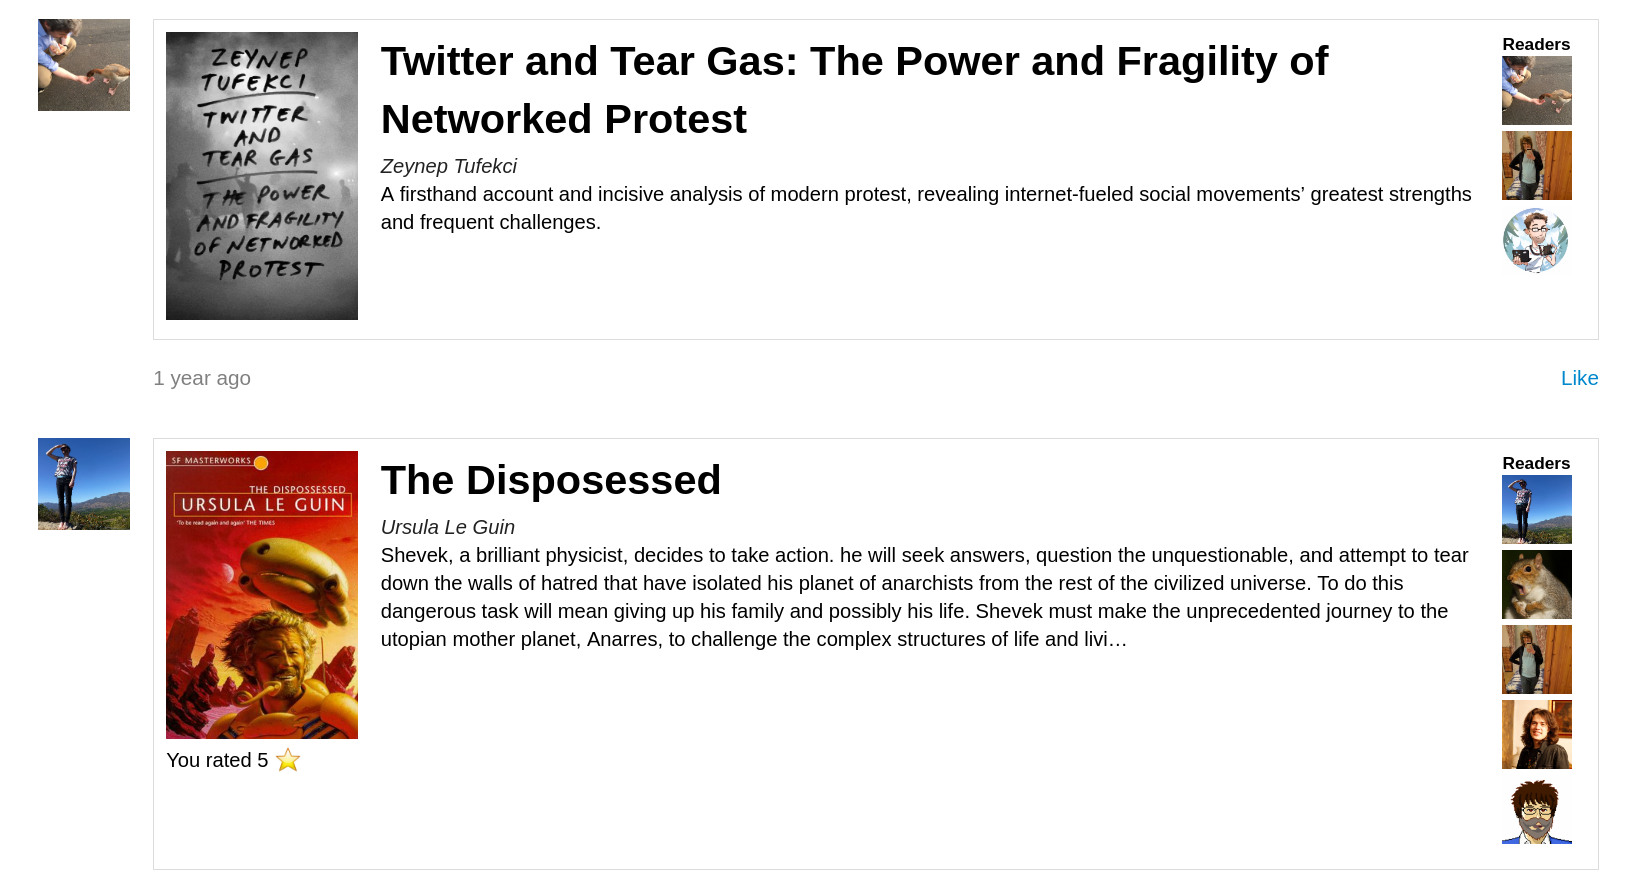 ZEYNEP
TUFEKCI
TWITTER
AND
TEAR GAS
THE POWER
AND FRAGILITY
OF NETWORKED
PROTEST
Twitter and Tear Gas: The Power and Fragility of
Networked Protest
Zeynep Tufekci
A firsthand account and incisive analysis of modern protest, revealing internet-fueled social movements’ greatest strengths
and frequent challenges.
Readers
1 year ago
Like
SF MASTERWORKS
THE DISPOSSESSED
URSULA LE GUIN
'To be read again and again' THE TIMES
You rated 5
The Disposessed
Ursula Le Guin
Shevek, a brilliant physicist, decides to take action. he will seek answers, question the unquestionable, and attempt to tear
down the walls of hatred that have isolated his planet of anarchists from the rest of the civilized universe. To do this
dangerous task will mean giving up his family and possibly his life. Shevek must make the unprecedented journey to the
utopian mother planet, Anarres, to challenge the complex structures of life and livi…
Readers